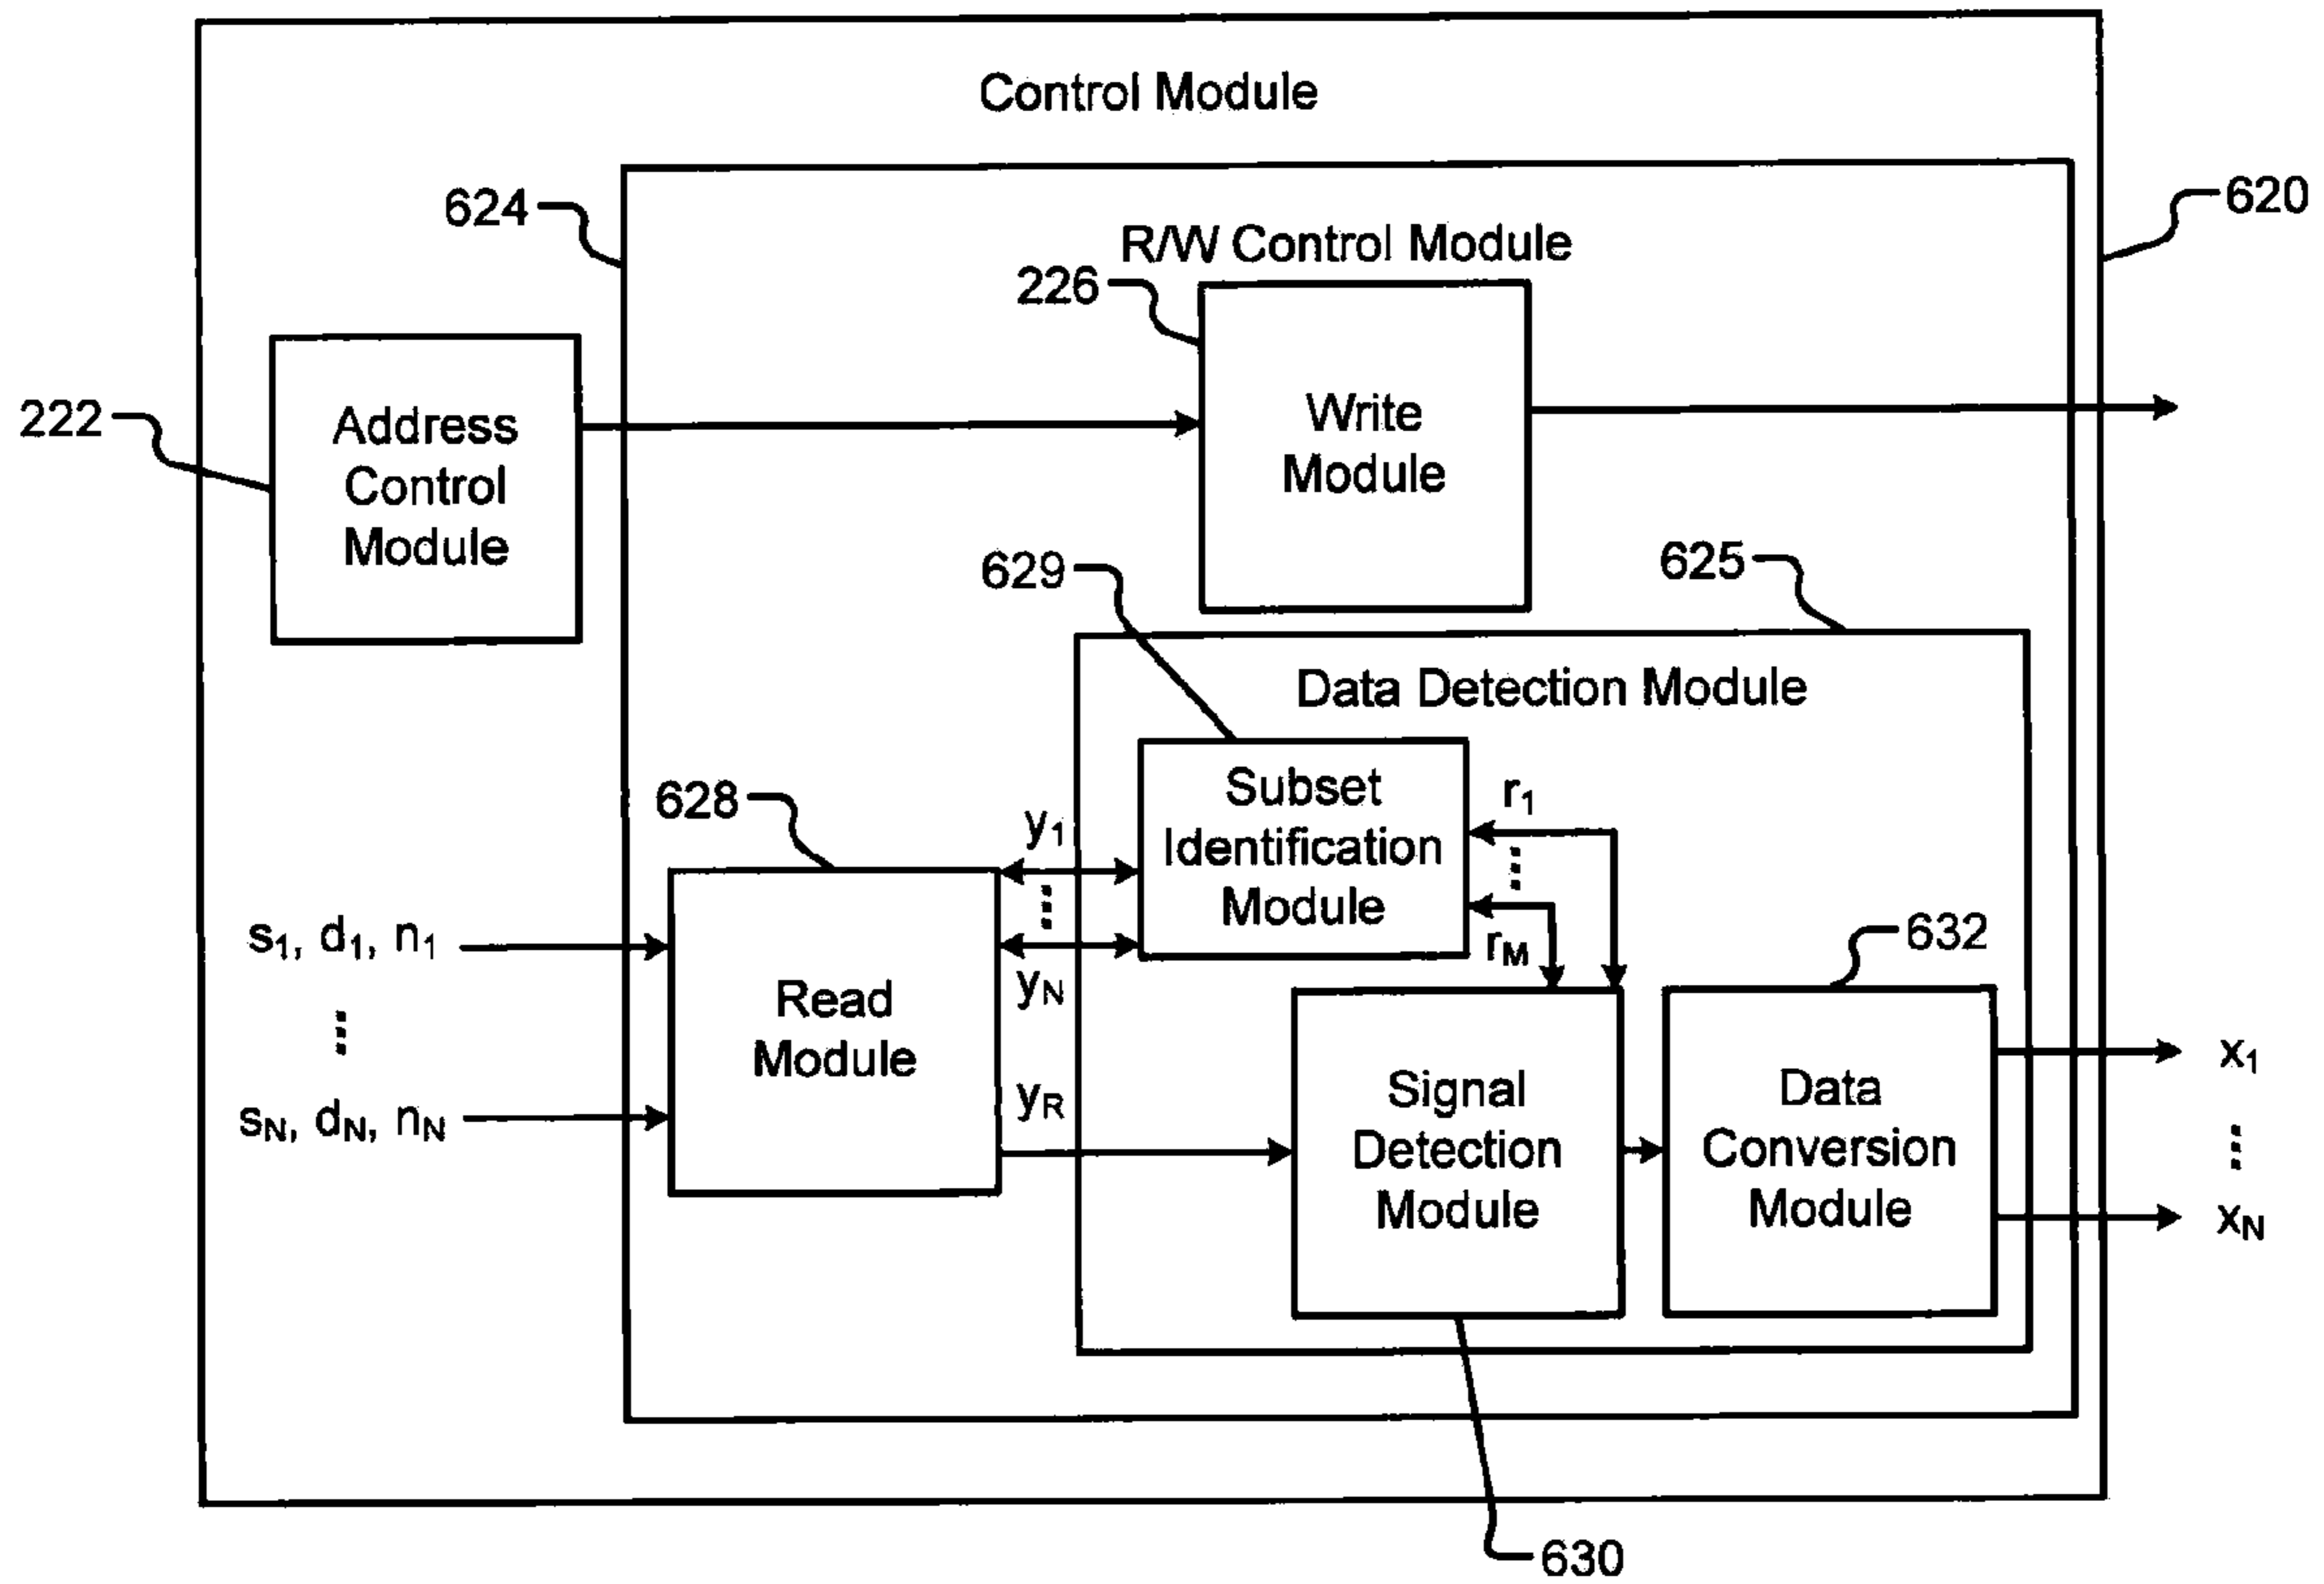 Control Module
624
620
R/W Control Module
226
222
Address
Control
Module
Write
Module
629
625
Data Detection Module
628
y1
yN
Subset
Identification
Module
r1
rM
632
s1, d1, n1
sN, dN, nN
Read
Module
yR
Signal
Detection
Module
Data
Conversion
Module
x1
xN
630